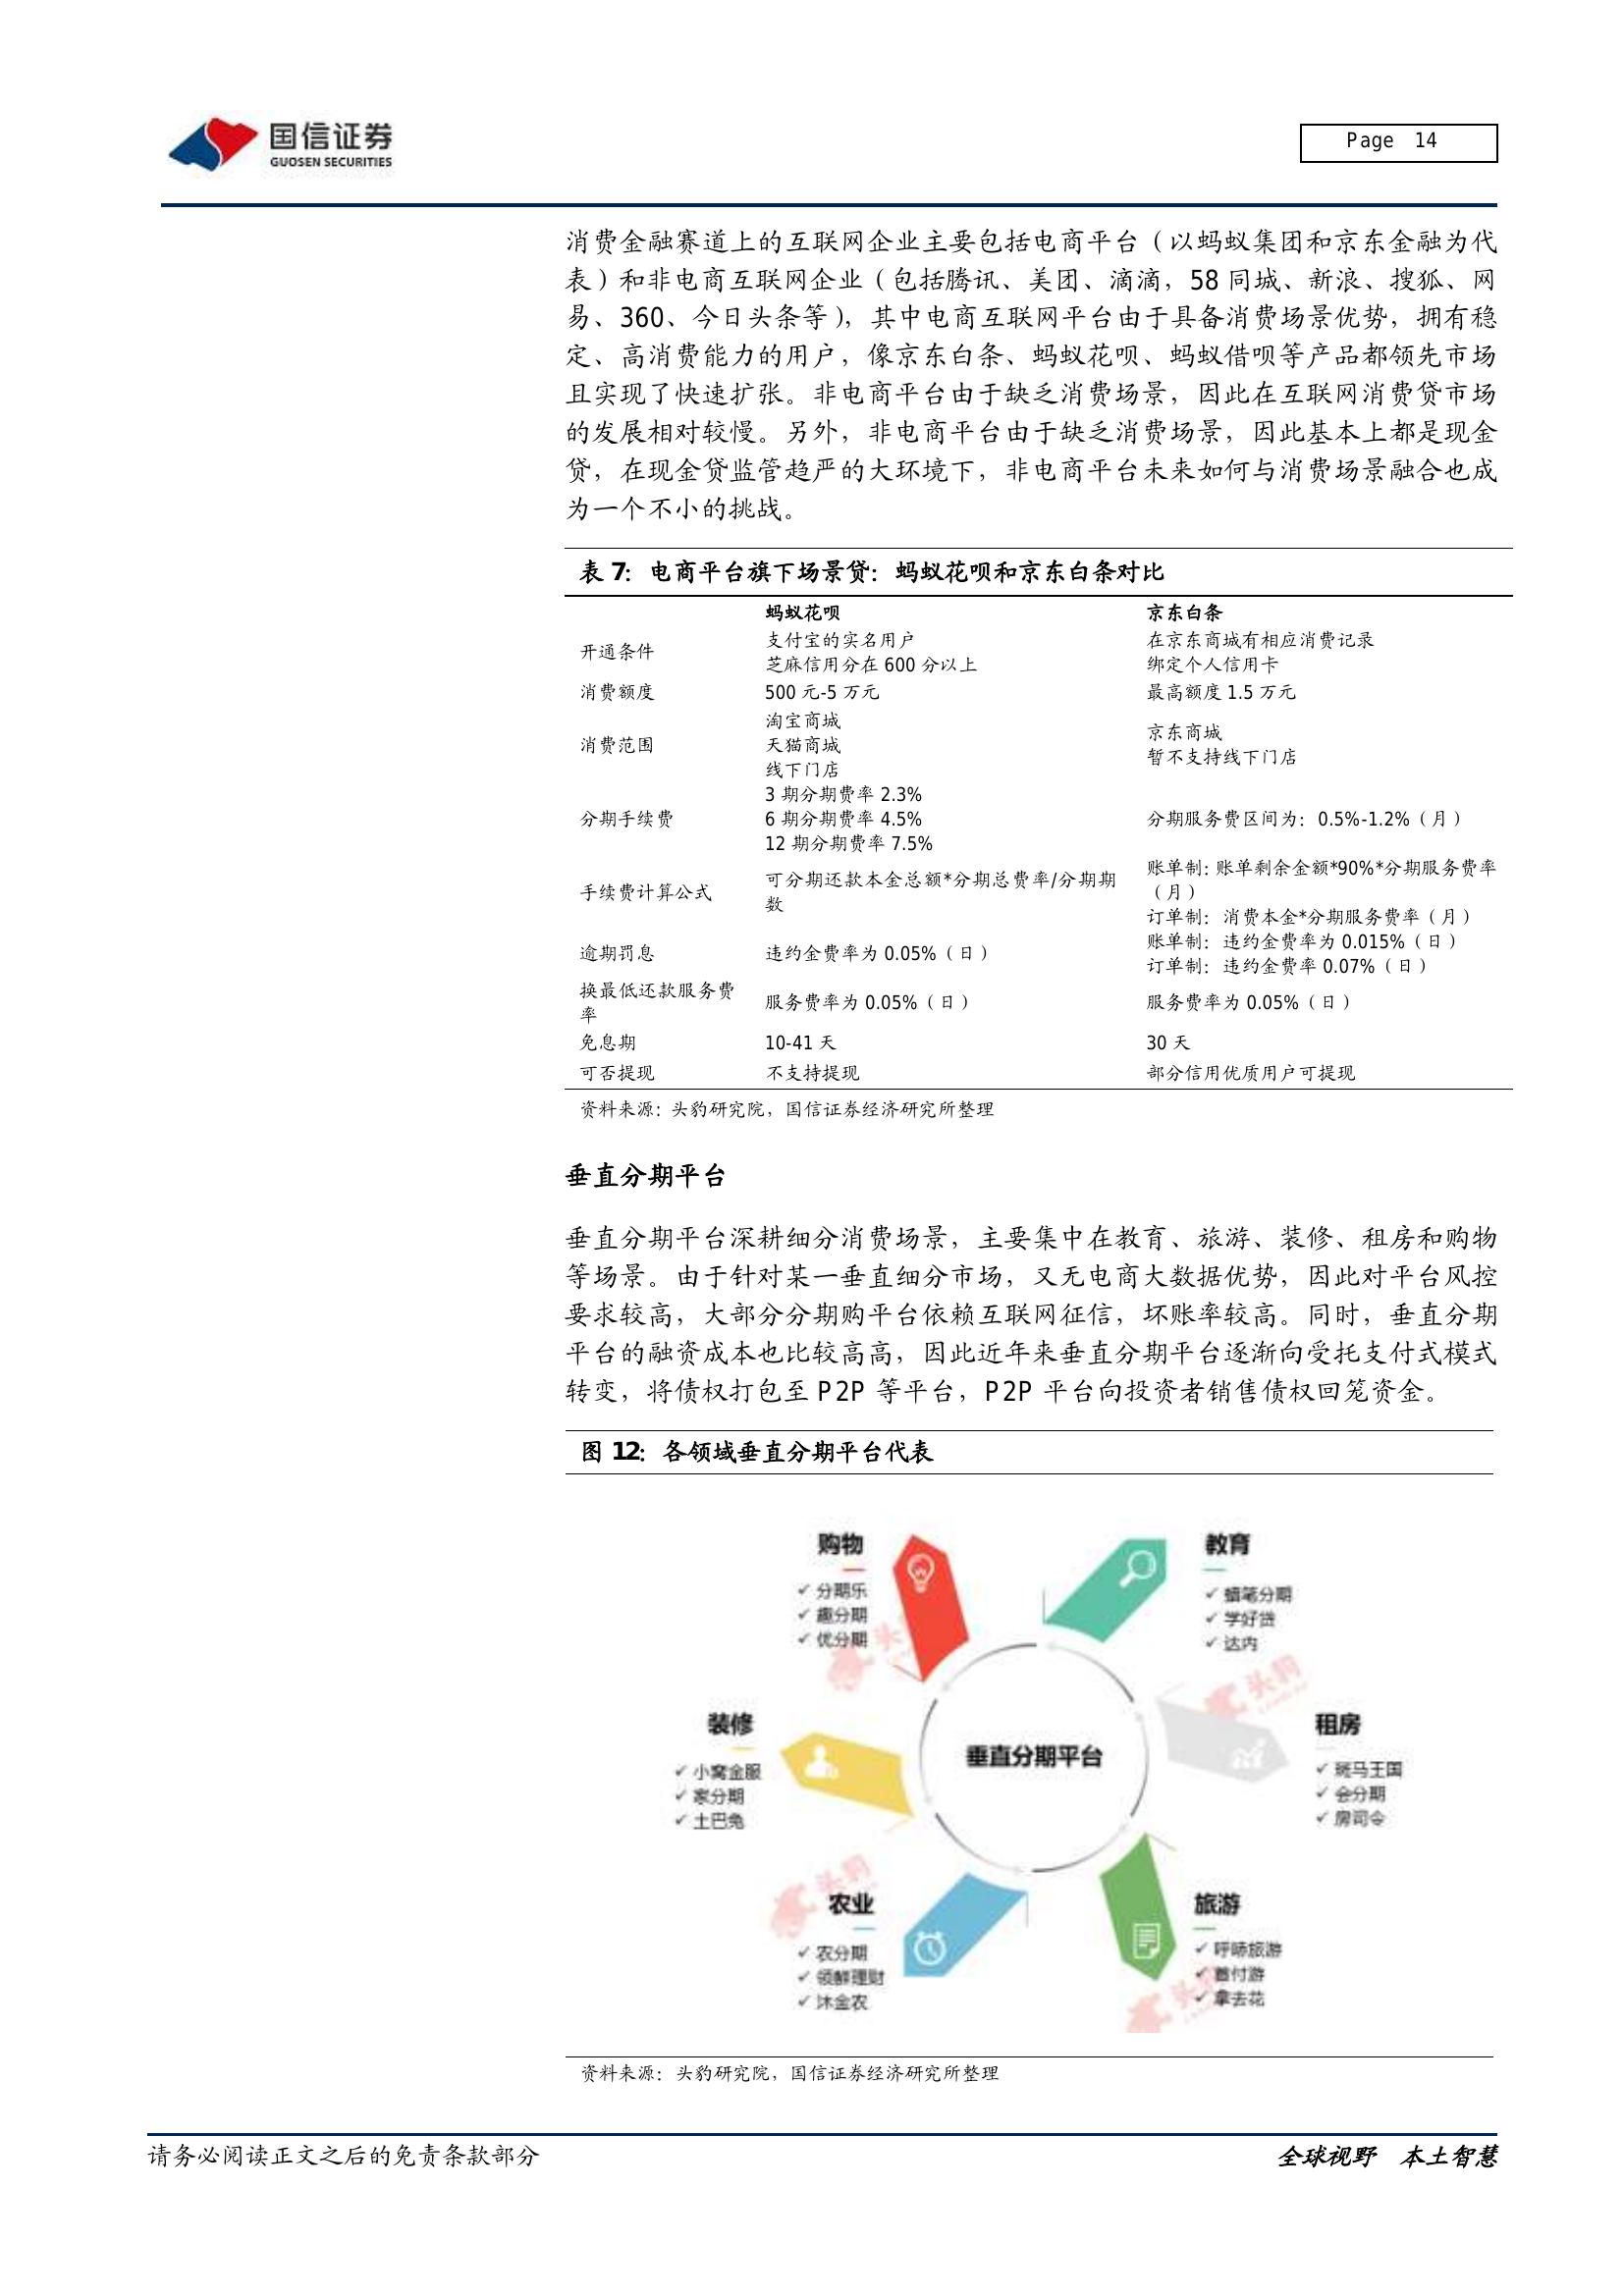 国信证券
GUOSEN SECURITIES
Page 14
消费金融赛道上的互联网企业主要包括电商平台（以蚂蚁集团和京东金融为代
表）和非电商互联网企业（包括腾讯、美团、滴滴，58 同城、新浪、搜狐、网
易、360、今日头条等），其中电商互联网平台由于具备消费场景优势，拥有稳
定、高消费能力的用户，像京东白条、蚂蚁花呗、蚂蚁借呗等产品都领先市场
且实现了快速扩张。非电商平台由于缺乏消费场景，因此在互联网消费贷市场
的发展相对较慢。另外，非电商平台由于缺乏消费场景，因此基本上都是现金
贷，在现金贷监管趋严的大环境下，非电商平台未来如何与消费场景融合也成
为一个不小的挑战。
表 7：电商平台旗下场景贷：蚂蚁花呗和京东白条对比
蚂蚁花呗 京东白条
开通条件
支付宝的实名用户
芝麻信用分在 600 分以上
在京东商城有相应消费记录
绑定个人信用卡
消费额度 500 元-5 万元 最高额度 1.5 万元
消费范围
淘宝商城
天猫商城
线下门店
京东商城
暂不支持线下门店
分期手续费
3 期分期费率 2.3%
6 期分期费率 4.5%
12 期分期费率 7.5%
分期服务费区间为：0.5%-1.2%（月）
手续费计算公式
可分期还款本金总额*分期总费率/分期期
数
账单制：账单剩余金额*90%*分期服务费率
（月）
订单制：消费本金*分期服务费率（月）
逾期罚息 违约金费率为 0.05%（日）
账单制：违约金费率为 0.015%（日）
订单制：违约金费率 0.07%（日）
换最低还款服务费
率
服务费率为 0.05%（日） 服务费率为 0.05%（日）
免息期 10-41 天 30 天
可否提现 不支持提现 部分信用优质用户可提现
资料来源：头豹研究院，国信证券经济研究所整理
垂直分期平台
垂直分期平台深耕细分消费场景，主要集中在教育、旅游、装修、租房和购物
等场景。由于针对某一垂直细分市场，又无电商大数据优势，因此对平台风控
要求较高，大部分分期购平台依赖互联网征信，坏账率较高。同时，垂直分期
平台的融资成本也比较高高，因此近年来垂直分期平台逐渐向受托支付式模式
转变，将债权打包至 P2P 等平台，P2P 平台向投资者销售债权回笼资金。
图 12：各领域垂直分期平台代表
购物
✓ 分期乐
✓ 趣分期
✓ 优分期
教育
✓ 蜡笔分期
✓ 学好贷
✓ 达内
装修
✓ 小窝金服
✓ 家分期
✓ 土巴兔
垂直分期平台
租房
✓ 斑马王国
✓ 会分期
✓ 房司令
农业
✓ 农分期
✓ 领鲜理财
✓ 沐金农
旅游
✓ 呼哧旅游
✓ 首付游
✓ 拿去花
头豹
资料来源：头豹研究院，国信证券经济研究所整理
请务必阅读正文之后的免责条款部分
全球视野 本土智慧